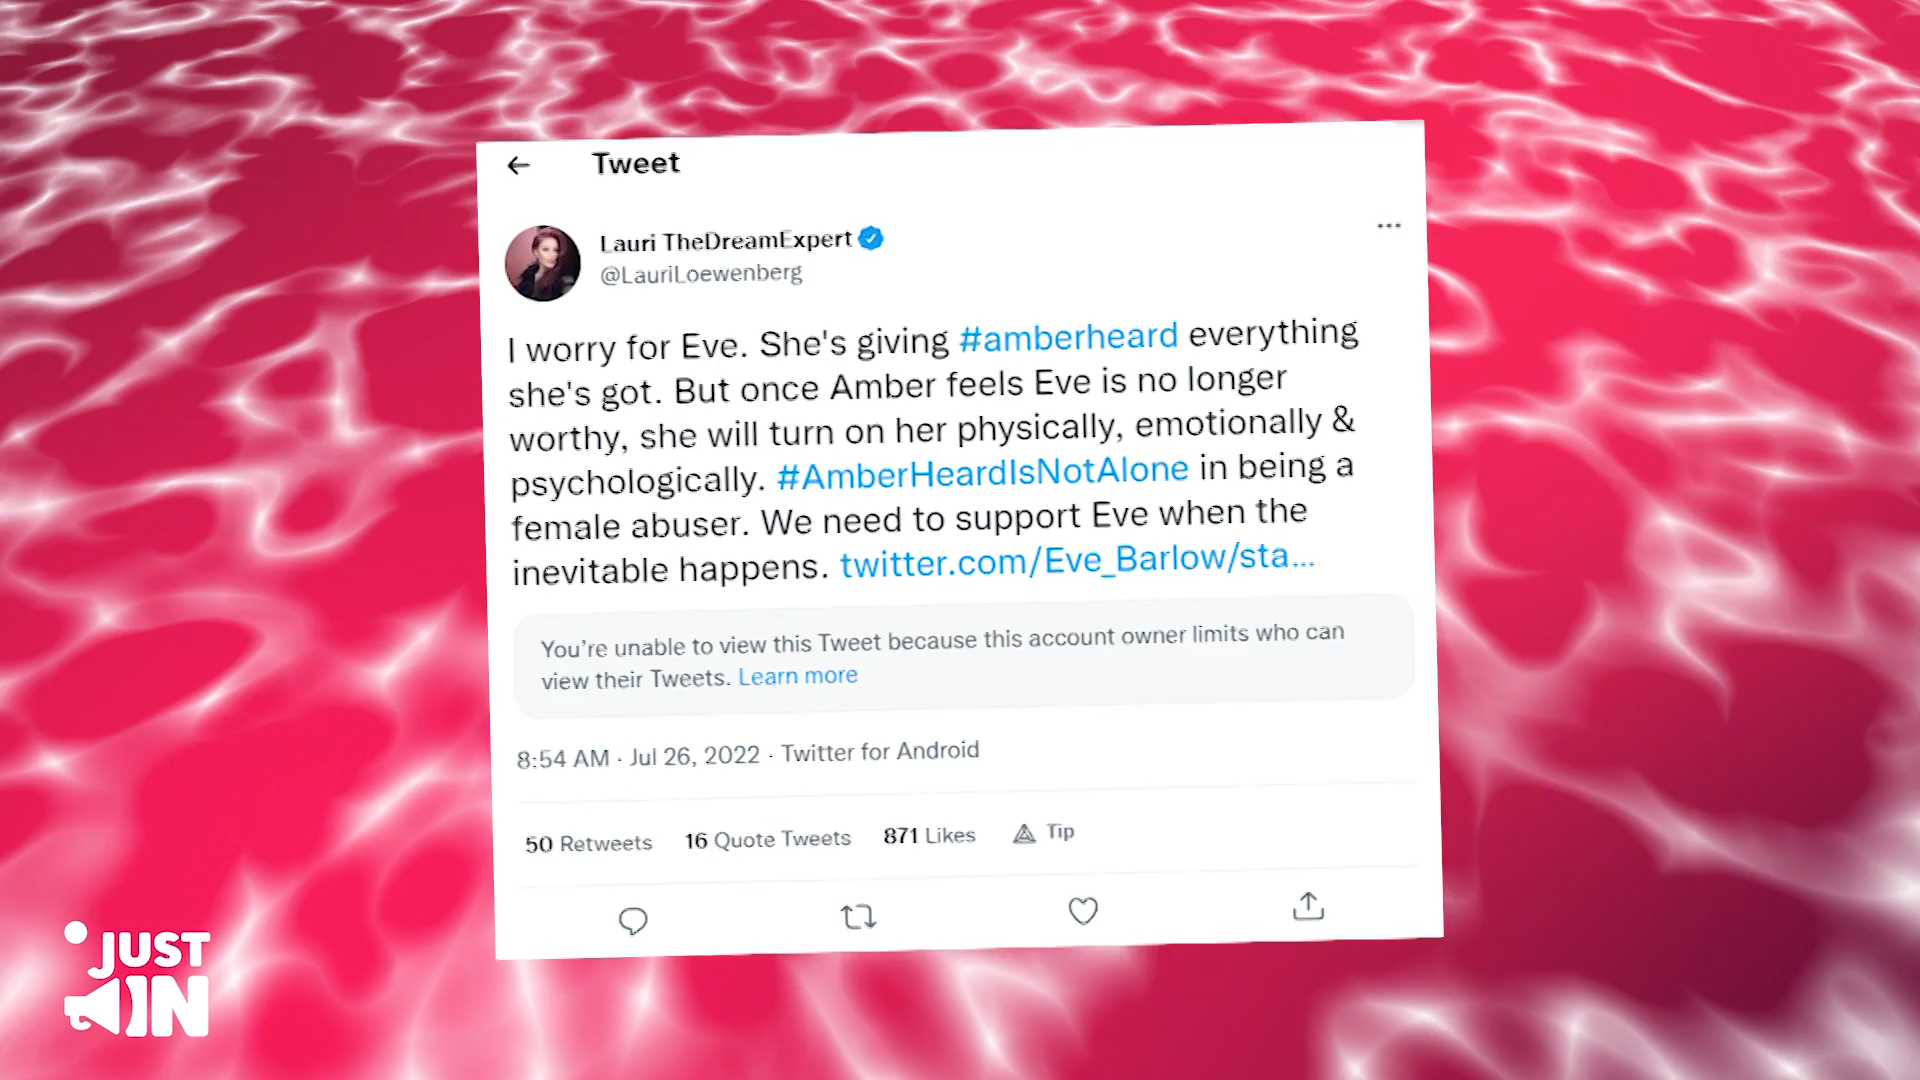 Tweet
Lauri TheDreamExpert
@LauriLoewenberg
I worry for Eve. She's giving #amberheard everything
she's got. But once Amber feels Eve is no longer
worthy, she will turn on her physically, emotionally &
psychologically. #AmberHeardIsNotAlone in being a
female abuser. We need to support Eve when the
inevitable happens. twitter.com/Eve_Barlow/sta...
You're unable to view this Tweet because this account owner limits who can
view their Tweets. Learn more
8:54 AM · Jul 26, 2022 · Twitter for Android
50 Retweets 16 Quote Tweets 871 Likes Tip
JUST
IN